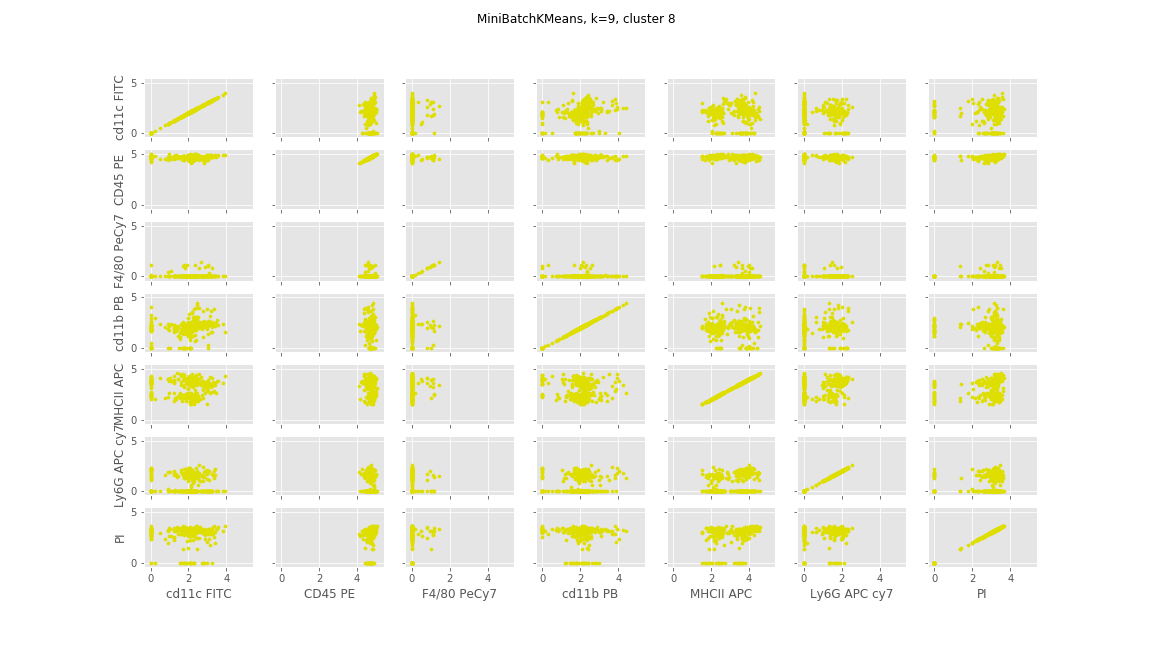 MiniBatchKMeans, k=9, cluster 8
cd11c FITC
5
0
CD45 PE
5
0
F4/80 PeCy7
5
0
cd11b PB
5
0
MHCII APC
5
0
Ly6G APC cy7
5
0
PI
5
0
0 2 4 0 2 4 0 2 4 0 2 4 0 2 4 0 2 4 0 2 4
cd11c FITC CD45 PE F4/80 PeCy7 cd11b PB MHCII APC Ly6G APC cy7 PI